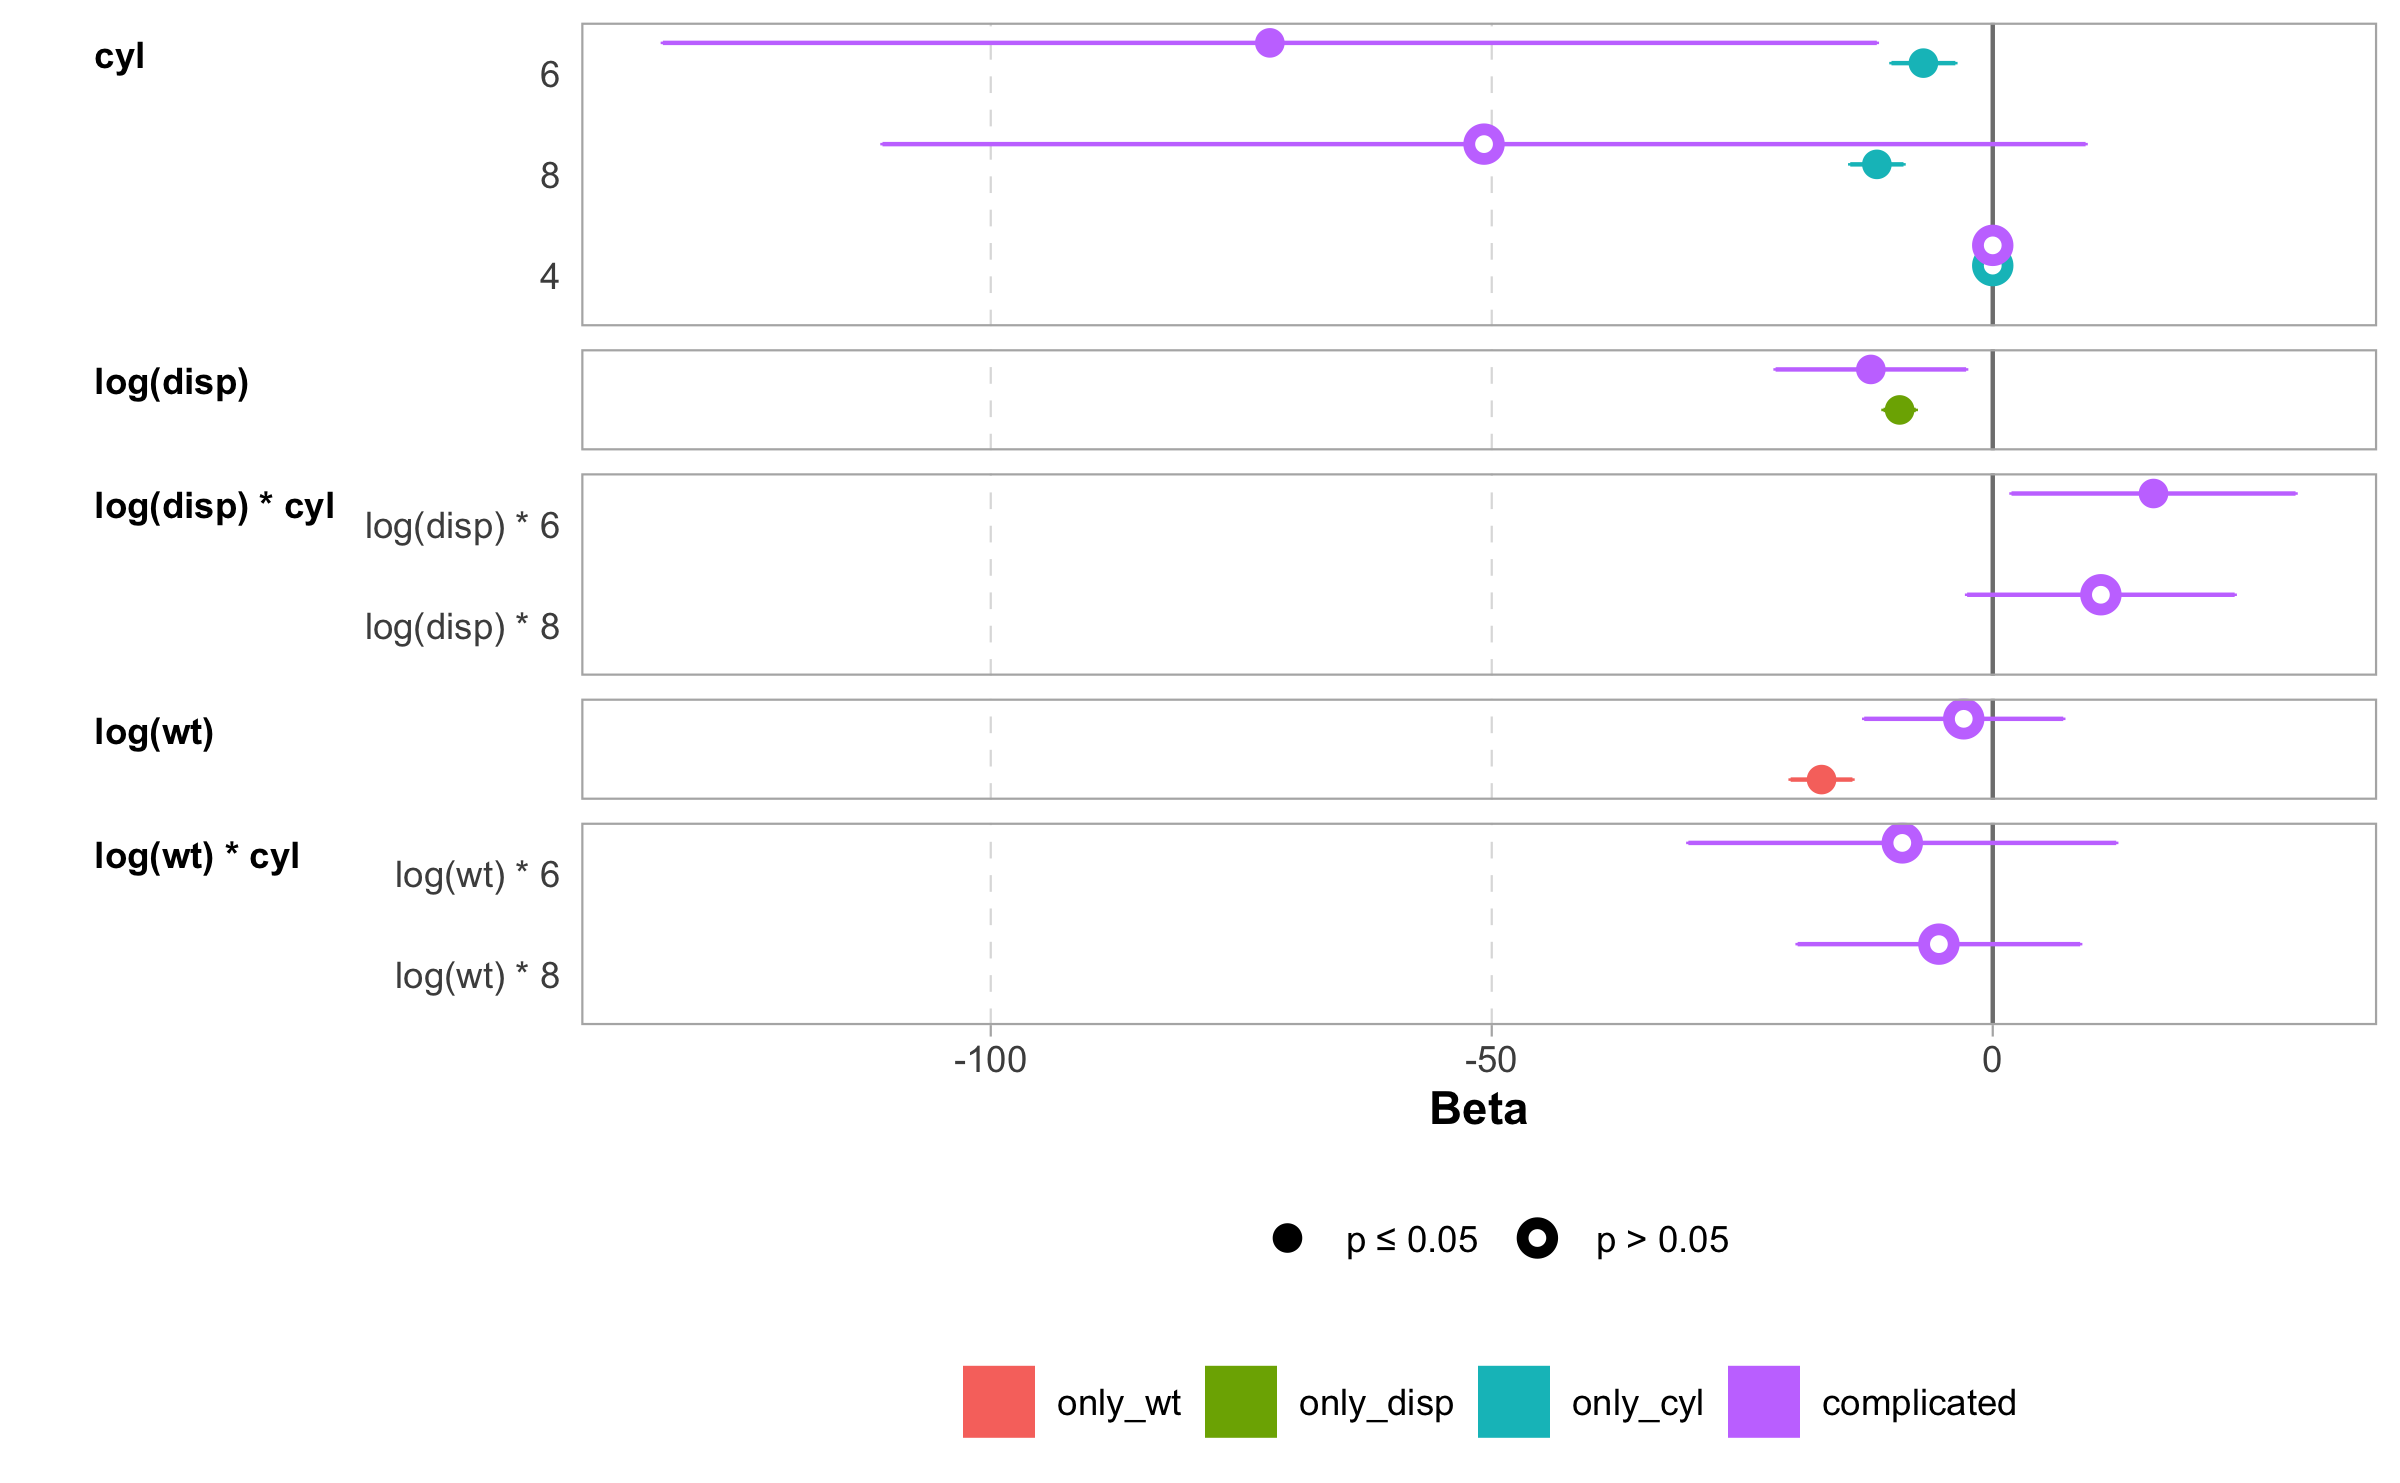 cyl
6
8
4
log(disp)
log(disp) * cyl
log(disp) * 6
log(disp) * 8
log(wt)
log(wt) * cyl
log(wt) * 6
log(wt) * 8
-100 -50 0
Beta
p ≤ 0.05 p > 0.05
only_wt only_disp only_cyl complicated